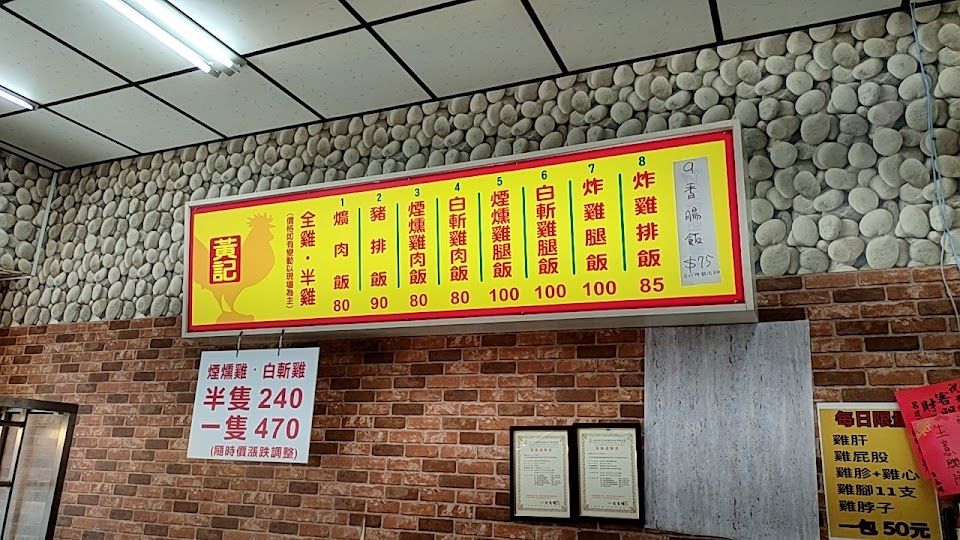 黃記
全雞・半雞
(價格如有變動以現場為主)
1 爌肉飯 80
2 豬排飯 90
3 煙燻雞肉飯 80
4 白斬雞肉飯 80
5 煙燻雞腿飯 100
6 白斬雞腿飯 100
7 炸雞腿飯 100
8 炸雞排飯 85
9 香腸飯 $75
煙燻雞・白斬雞
半隻 240
一隻 470
(隨時價漲跌調整)
每日限
雞肝
雞屁股
雞胗+雞心
雞腳11支
雞脖子
一包 50元